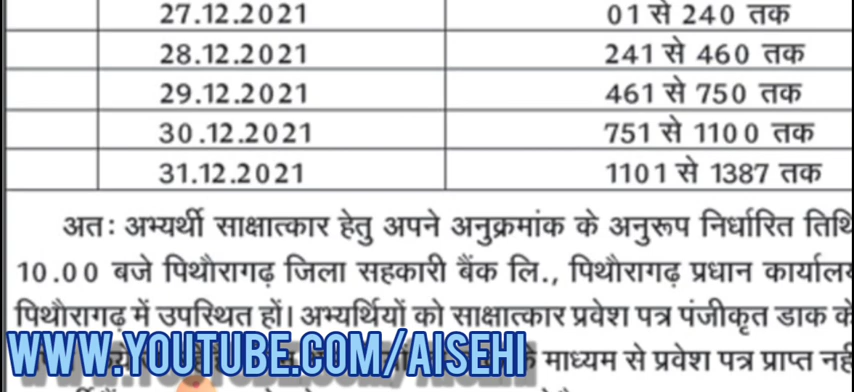 27.12.2021 01 से 240 तक
28.12.2021 241 से 460 तक
29.12.2021 461 से 750 तक
30.12.2021 751 से 1100 तक
31.12.2021 1101 से 1387 तक
अतः अभ्यर्थी साक्षात्कार हेतु अपने अनुक्रमांक के अनुरूप निर्धारित तिथि
10.00 बजे पिथौरागढ़ जिला सहकारी बैंक लि., पिथौरागढ़ प्रधान कार्यालय
पिथौरागढ़ में उपस्थित हों। अभ्यर्थियों को साक्षात्कार प्रवेश पत्र पंजीकृत डाक के
WWW.YOUTUBE.COM/AISEHI माध्यम से प्रवेश पत्र प्राप्त नहीं